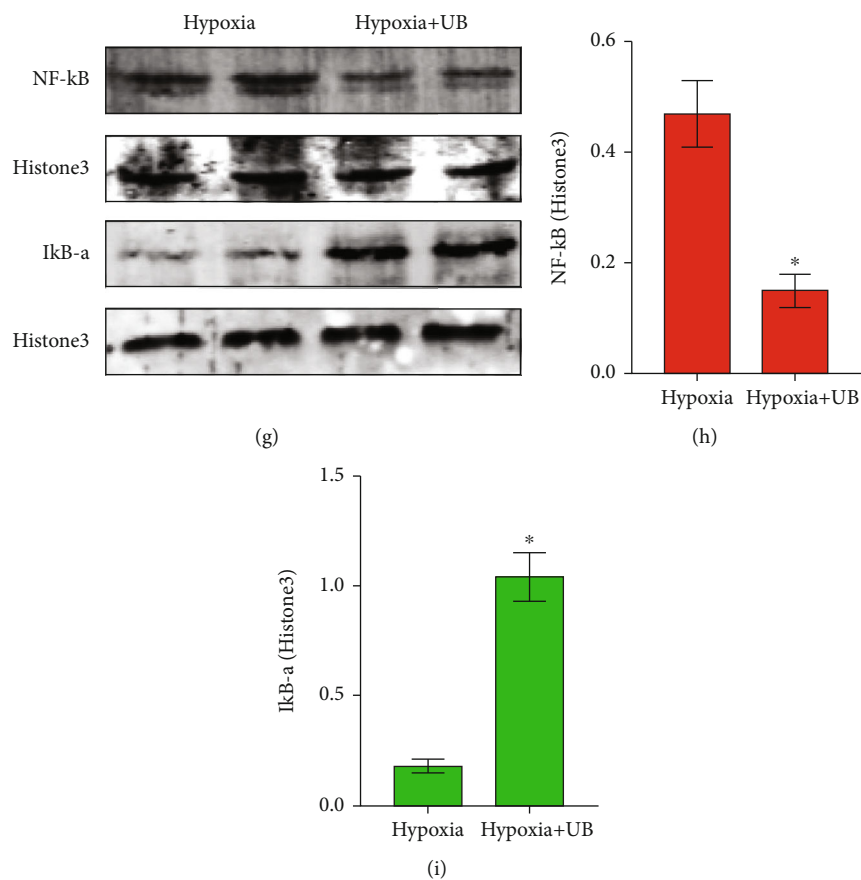 Hypoxia Hypoxia+UB
NF-kB
Histone3
IkB-a
Histone3
(g)
0.6
0.4
0.2
0.0
NF-kB (Histone3)
*
Hypoxia Hypoxia+UB
(h)
1.5
1.0
0.5
0.0
IkB-a (Histone3)
*
Hypoxia Hypoxia+UB
(i)